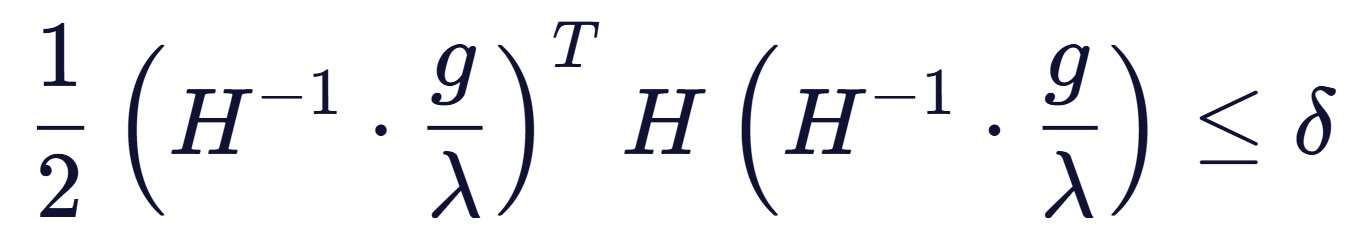 $\frac{1}{2} \left( H^{-1} \cdot \frac{g}{\lambda} \right)^T H \left( H^{-1} \cdot \frac{g}{\lambda} \right) \leq \delta$